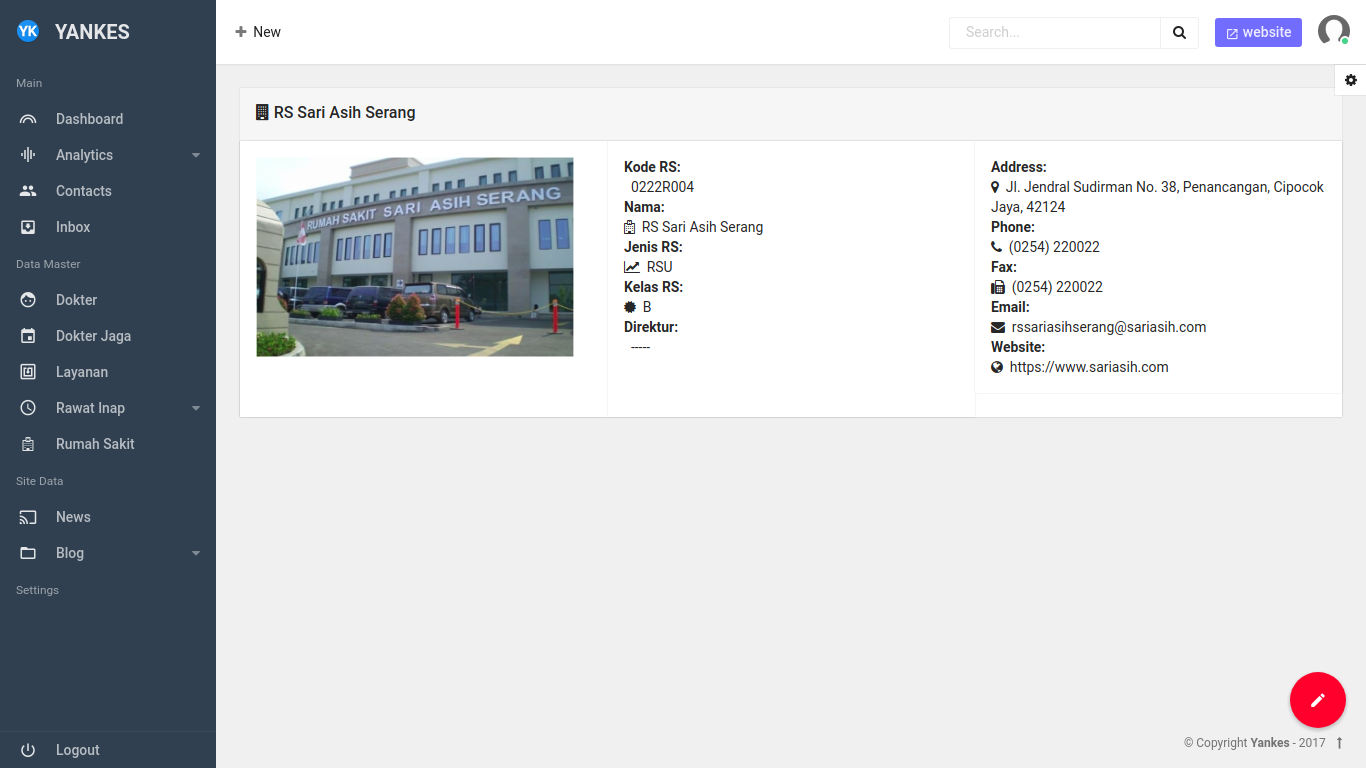 YK YANKES
Main
Dashboard
Analytics
Contacts
Inbox
Data Master
Dokter
Dokter Jaga
Layanan
Rawat Inap
Rumah Sakit
Site Data
News
Blog
Settings
Logout
New
Search...
website
RS Sari Asih Serang
RUMAH SAKIT SARI ASIH SERANG
Kode RS:
0222R004
Nama:
RS Sari Asih Serang
Jenis RS:
RSU
Kelas RS:
B
Direktur:
-----
Address:
Jl. Jendral Sudirman No. 38, Penancangan, Cipocok
Jaya, 42124
Phone:
(0254) 220022
Fax:
(0254) 220022
Email:
rssariasihserang@sariasih.com
Website:
https://www.sariasih.com
© Copyright Yankes - 2017